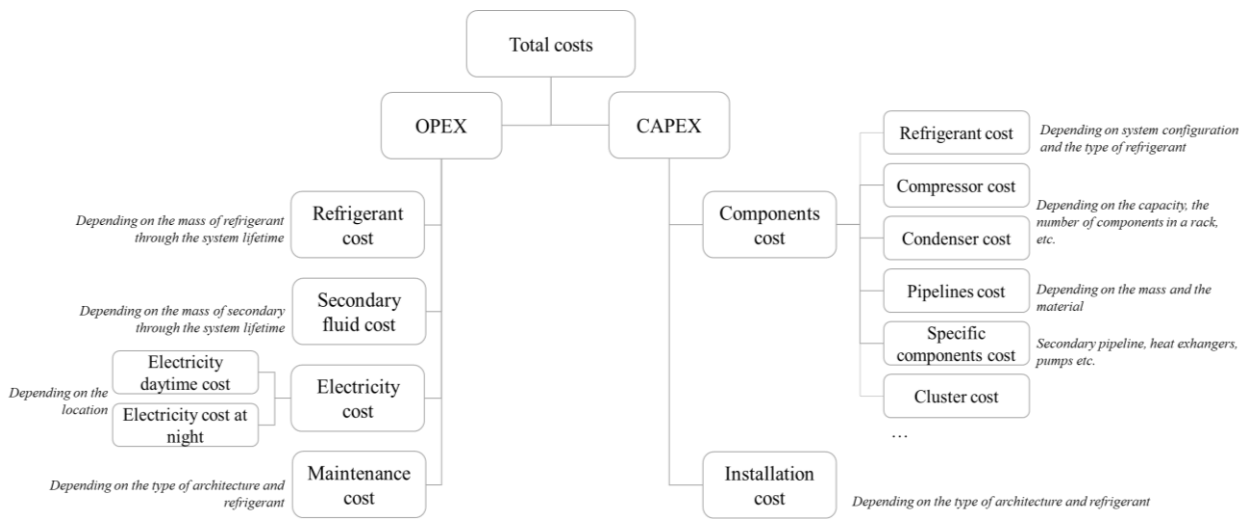 Total costs
OPEX
CAPEX
Refrigerant
cost
Depending on the mass of refrigerant
through the system lifetime
Secondary
fluid cost
Depending on the mass of secondary
through the system lifetime
Electricity
cost
Electricity
daytime cost
Electricity cost at
night
Depending on the
location
Maintenance
cost
Depending on the type of architecture and
refrigerant
Components
cost
Refrigerant cost
Depending on system configuration
and the type of refrigerant
Compressor cost
Condenser cost
Depending on the capacity, the
number of components in a rack,
etc.
Pipelines cost
Depending on the mass and the
material
Specific
components cost
Secondary pipeline, heat exhangers,
pumps etc.
Cluster cost
…
Installation
cost
Depending on the type of architecture and refrigerant